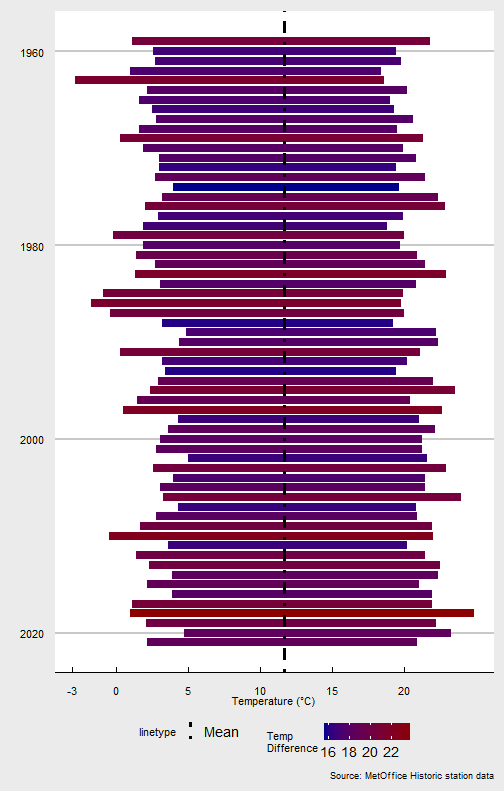 1960
1980
2000
2020
-3 0 5 10 15 20
Temperature (°C)
linetype Mean
Temp
Difference 16 18 20 22
Source: MetOffice Historic station data